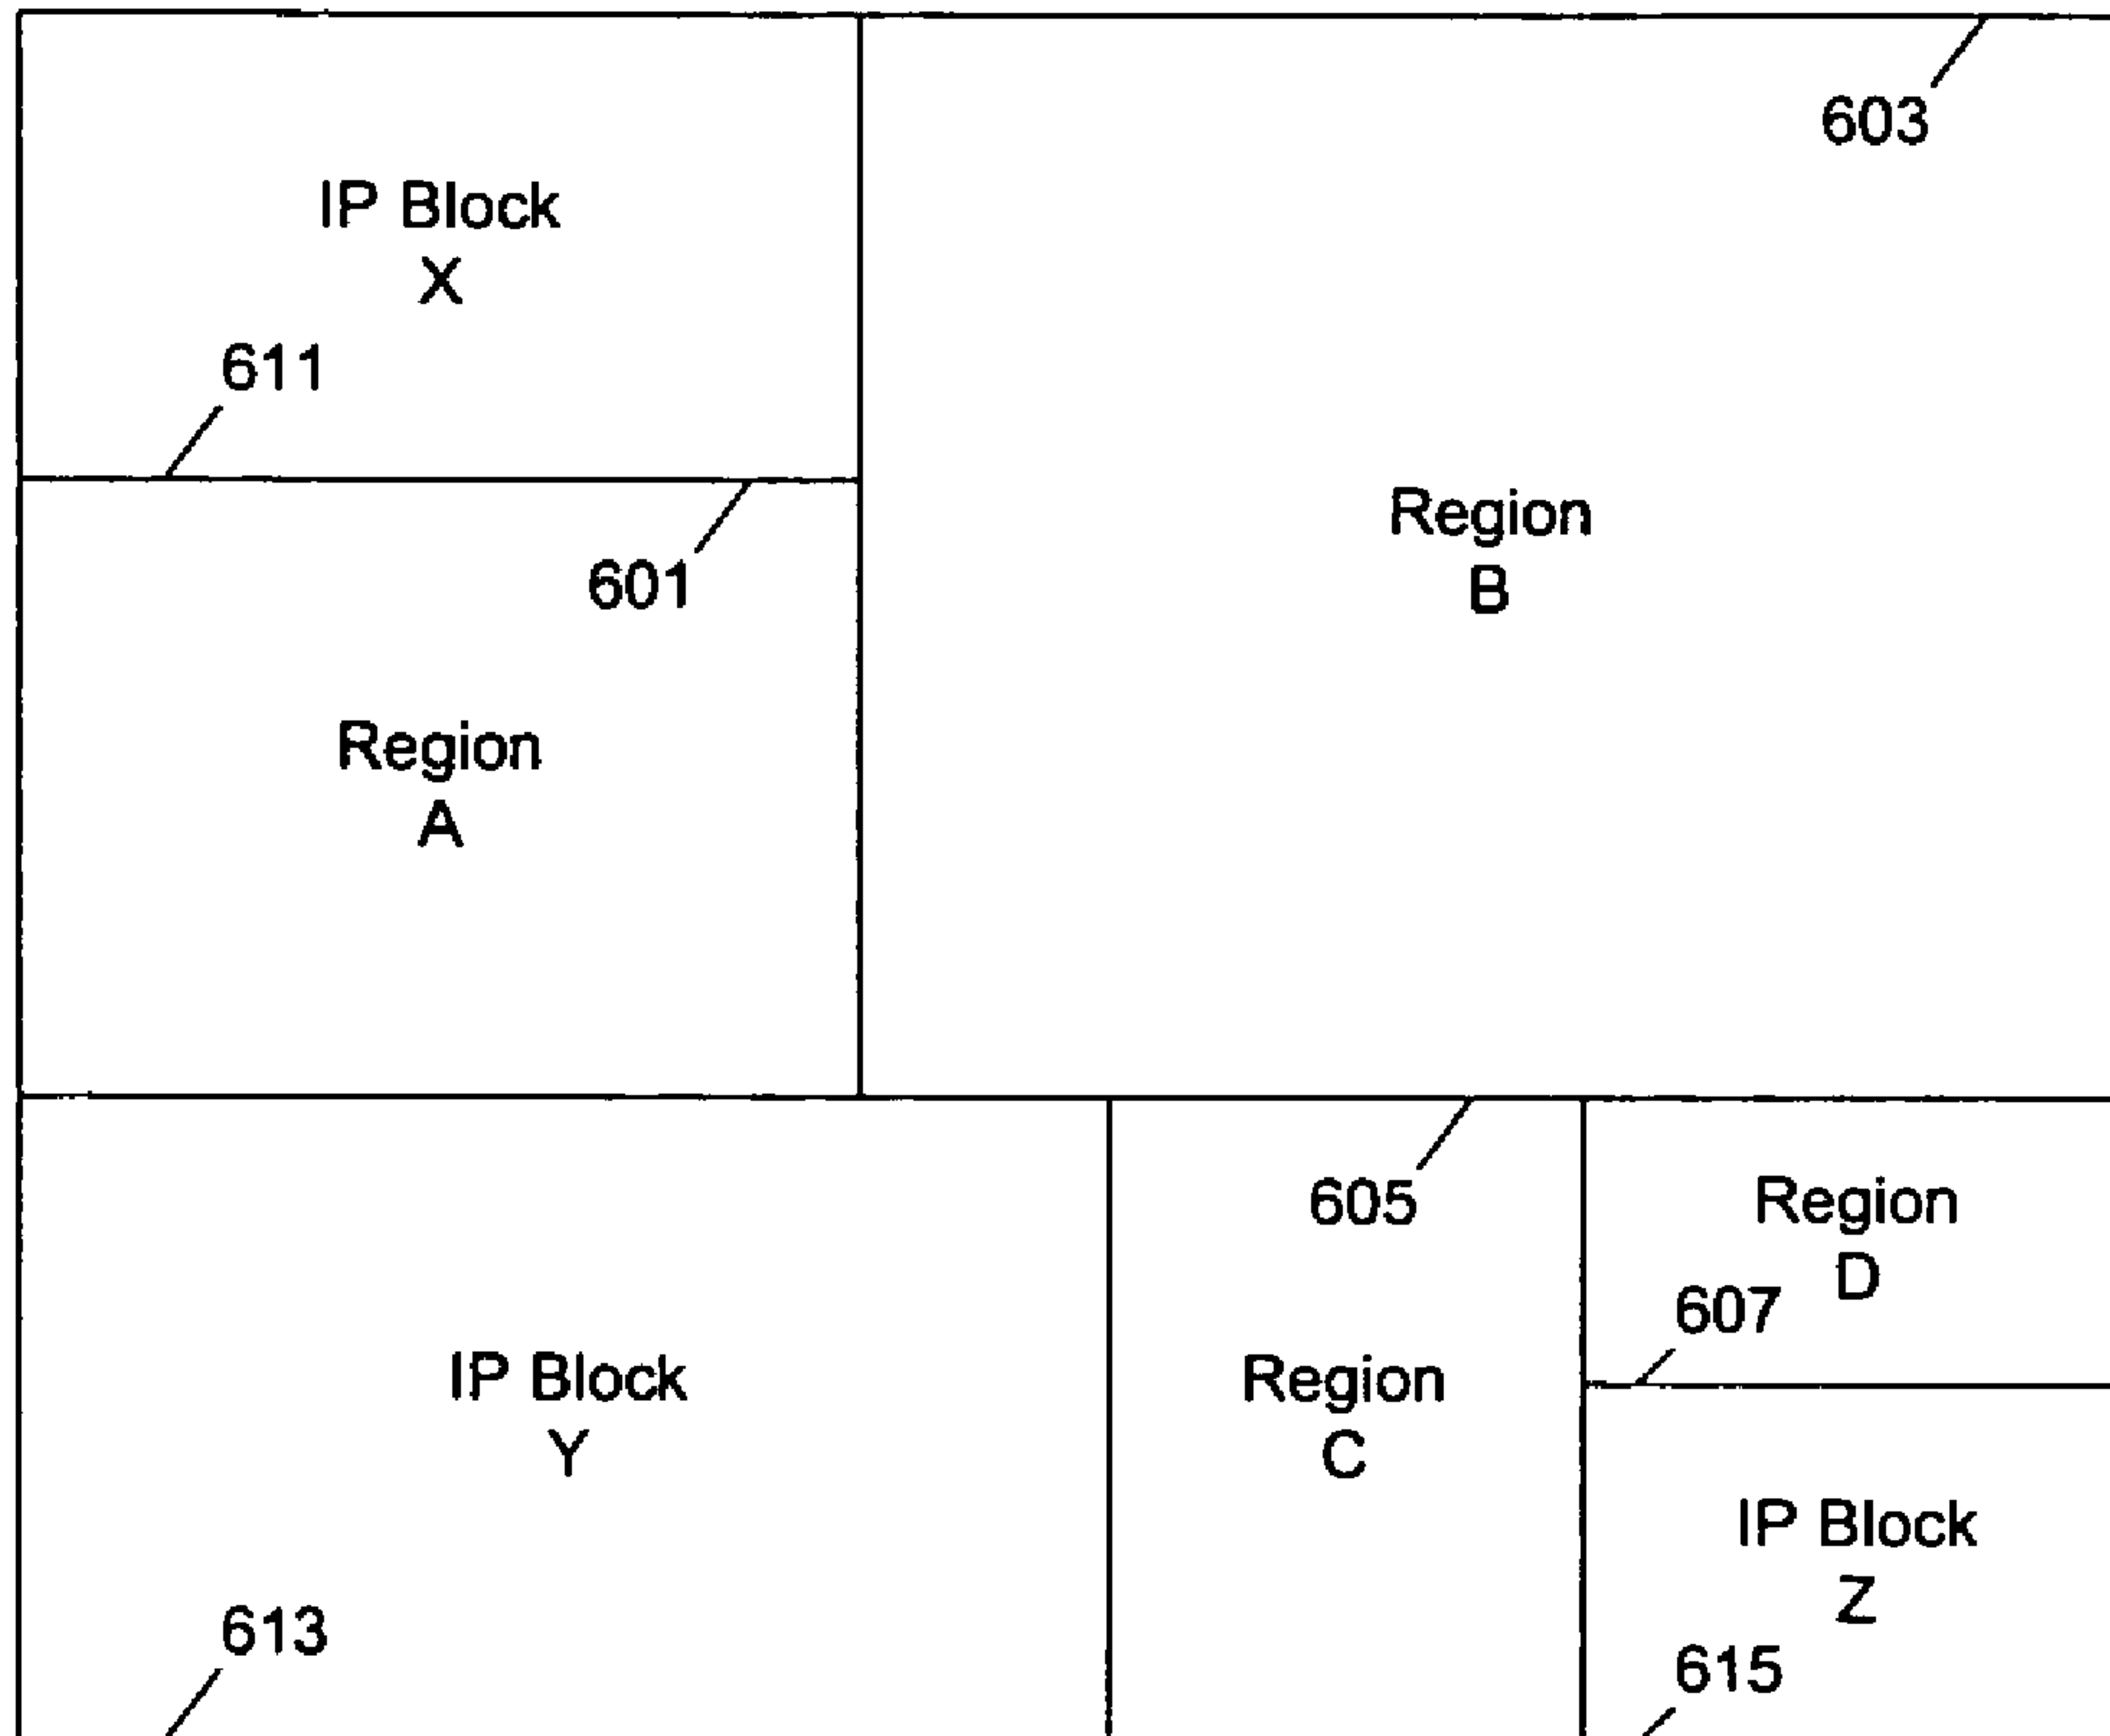 603
IP Block
X
611
601
Region
B
Region
A
605
Region
D
607
IP Block
Y
Region
C
IP Block
Z
613
615